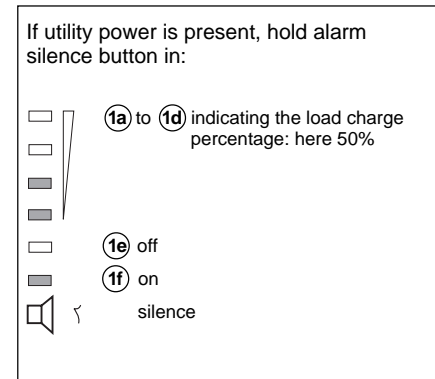 If utility power is present, hold alarm
silence button in:
1a to 1d indicating the load charge
percentage: here 50%
1e off
1f on
silence